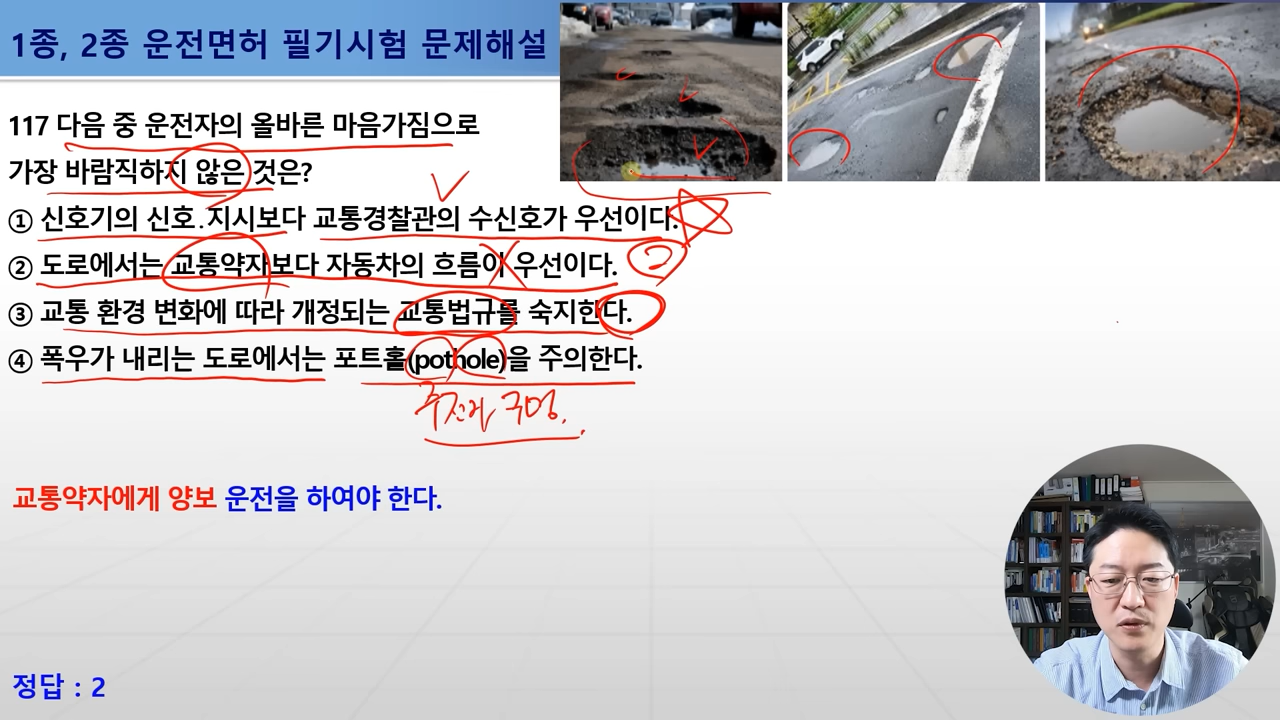 1종, 2종 운전면허 필기시험 문제해설
117 다음 중 운전자의 올바른 마음가짐으로
가장 바람직하지 않은 것은?
① 신호기의 신호.지시보다 교통경찰관의 수신호가 우선이다.
② 도로에서는 교통약자보다 자동차의 흐름이 우선이다. ②
③ 교통 환경 변화에 따라 개정되는 교통법규를 숙지한다.
④ 폭우가 내리는 도로에서는 포트홀(pothole)을 주의한다.
구멍.
교통약자에게 양보 운전을 하여야 한다.
정답 : 2